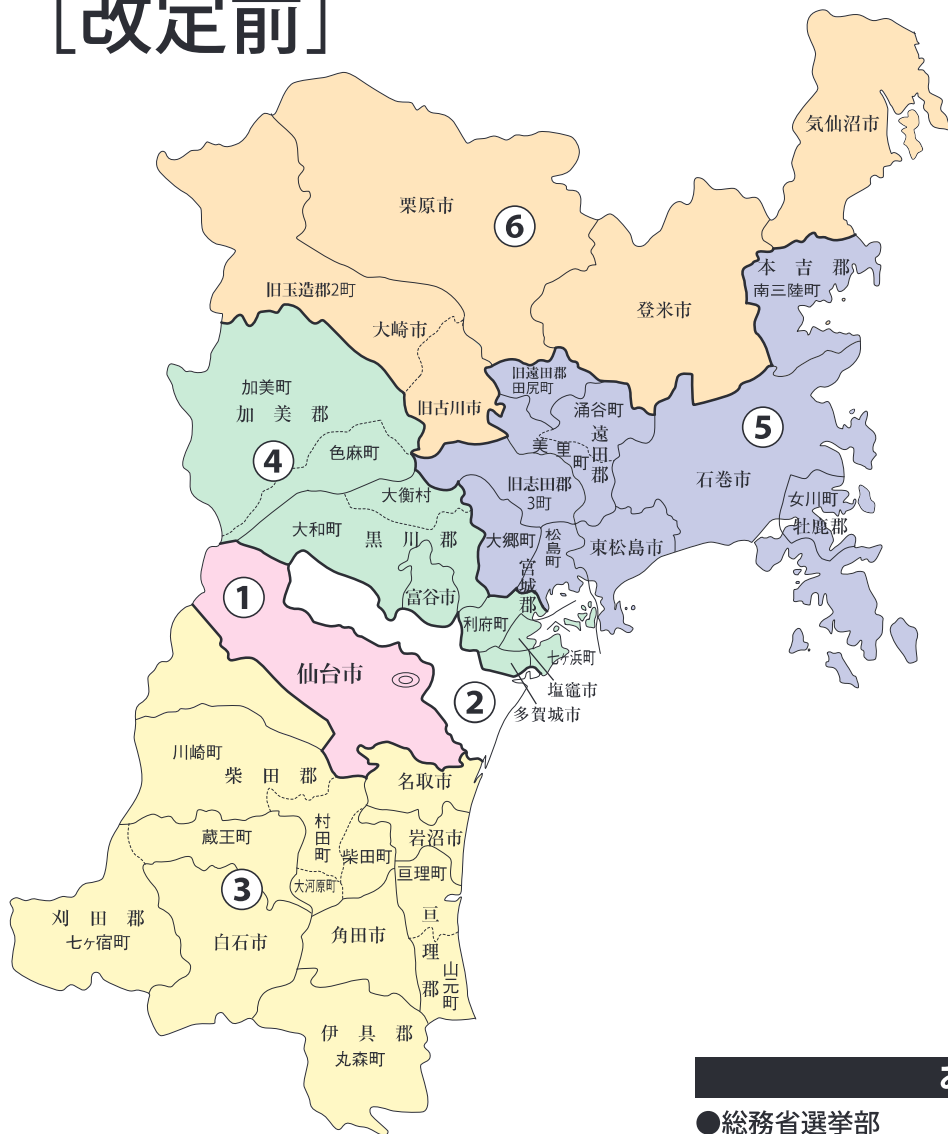 ［改定前］
気仙沼市
栗原市
⑥
本吉郡
南三陸町
旧玉造郡2町
登米市
大崎市
旧遠田郡
田尻町
加美町
加美郡
旧古川市
涌谷町
⑤
遠田郡
色麻町
④
美里町
石巻市
旧志田郡
3町
大衡村
女川町
牡鹿郡
大和町
黒川郡
大郷町
松島町
東松島市
宮城郡
①
富谷市
利府町
七ヶ浜町
仙台市
塩竈市
②
多賀城市
川崎町
柴田郡
名取市
村田町
蔵王町
岩沼市
柴田町
亘理町
大河原町
③
刈田郡
七ヶ宿町
白石市
角田市
亘理郡
山元町
伊具郡
丸森町
●総務省選挙部